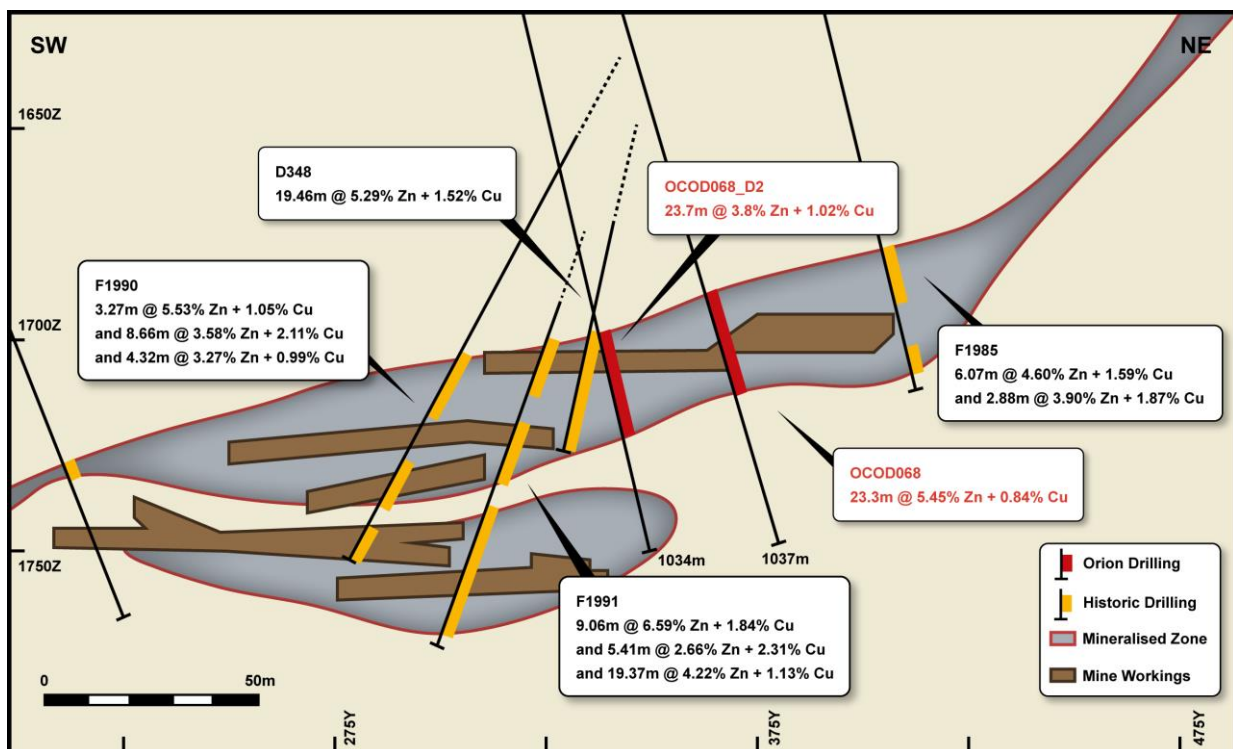 SW
NE
1650Z
D348
19.46m @ 5.29% Zn + 1.52% Cu
OCOD068_D2
23.7m @ 3.8% Zn + 1.02% Cu
F1990
3.27m @ 5.53% Zn + 1.05% Cu
and 8.66m @ 3.58% Zn + 2.11% Cu
and 4.32m @ 3.27% Zn + 0.99% Cu
1700Z
F1985
6.07m @ 4.60% Zn + 1.59% Cu
and 2.88m @ 3.90% Zn + 1.87% Cu
OCOD068
23.3m @ 5.45% Zn + 0.84% Cu
1750Z
1034m
1037m
F1991
9.06m @ 6.59% Zn + 1.84% Cu
and 5.41m @ 2.66% Zn + 2.31% Cu
and 19.37m @ 4.22% Zn + 1.13% Cu
Orion Drilling
Historic Drilling
Mineralised Zone
Mine Workings
0
50m
275Y
375Y
475Y